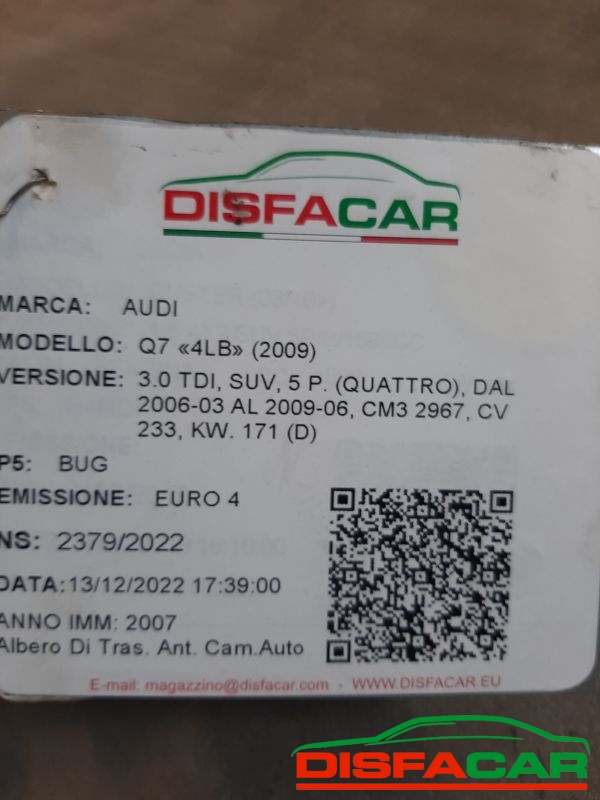 DISFACAR
MARCA: AUDI
MODELLO: Q7 «4LB» (2009)
VERSIONE: 3.0 TDI, SUV, 5 P. (QUATTRO), DAL
2006-03 AL 2009-06, CM3 2967, CV
233, KW. 171 (D)
P5: BUG
EMISSIONE: EURO 4
NS: 2379/2022
DATA:13/12/2022 17:39:00
ANNO IMM: 2007
Albero Di Tras. Ant. Cam.Auto
E-mail: magazzino@disfacar.com - WWW.DISFACAR.EU
DISFACAR